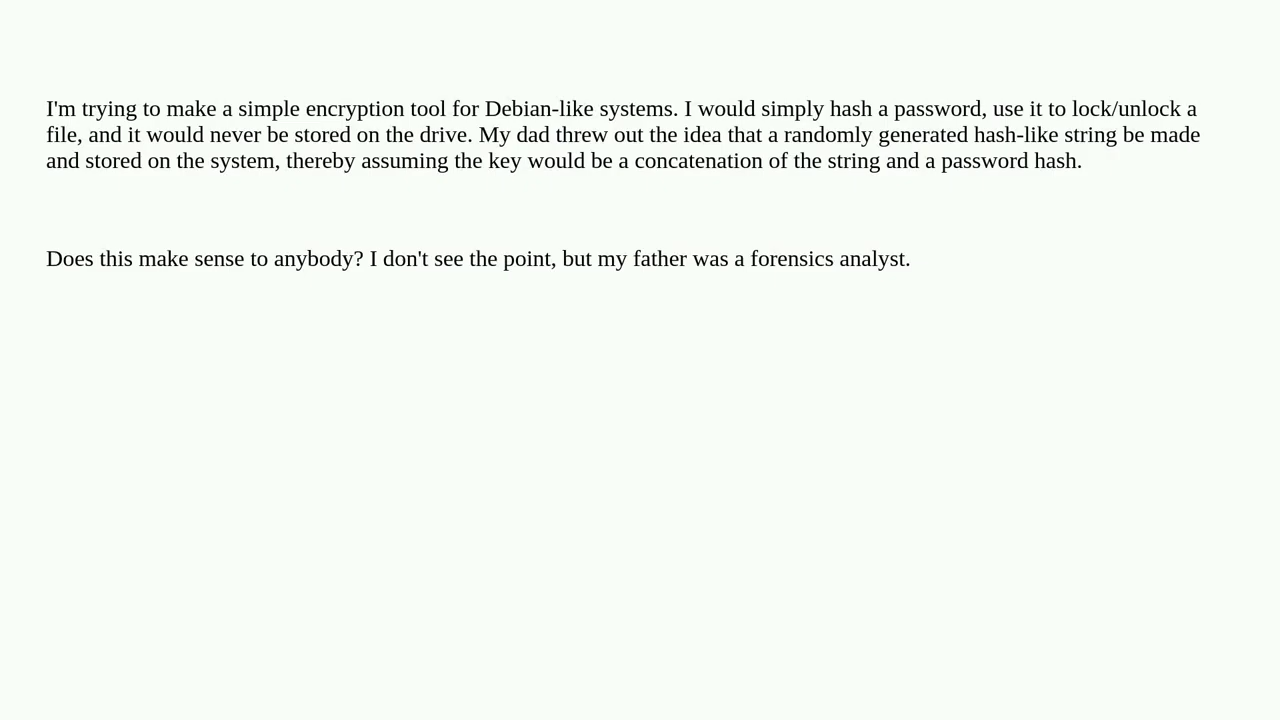 I'm trying to make a simple encryption tool for Debian-like systems. I would simply hash a password, use it to lock/unlock a
file, and it would never be stored on the drive. My dad threw out the idea that a randomly generated hash-like string be made
and stored on the system, thereby assuming the key would be a concatenation of the string and a password hash.
Does this make sense to anybody? I don't see the point, but my father was a forensics analyst.